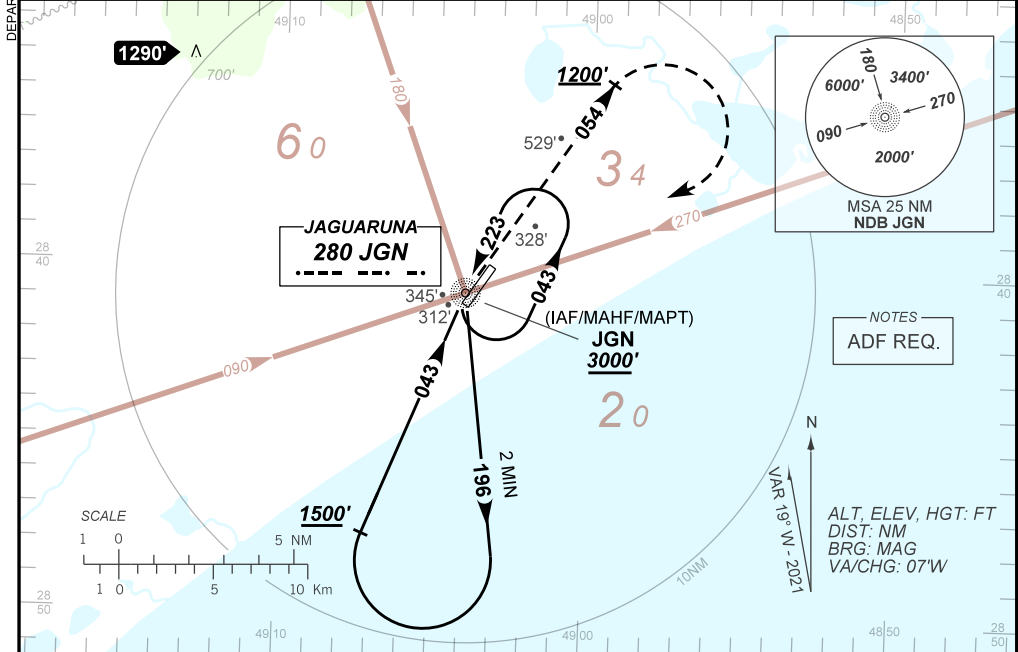 DEPAR
49 10
49 00
48 50
1290'
700'
180
1200'
054
529'
6 0
3 4
180
6000'
3400'
270
090
2000'
MSA 25 NM
NDB JGN
270
JAGUARUNA
280 JGN
223
328'
28
40
345'
312'
043
(IAF/MAHF/MAPT)
JGN
3000'
28
40
NOTES
ADF REQ.
090
043
2 0
N
2 MIN
196
VAR 19° W - 2021
1500'
SCALE
1 0 5 NM
1 0 5 10 Km
ALT, ELEV, HGT: FT
DIST: NM
BRG: MAG
VA/CHG: 07'W
10NM
28
50
49 10
49 00
48 50
28
50